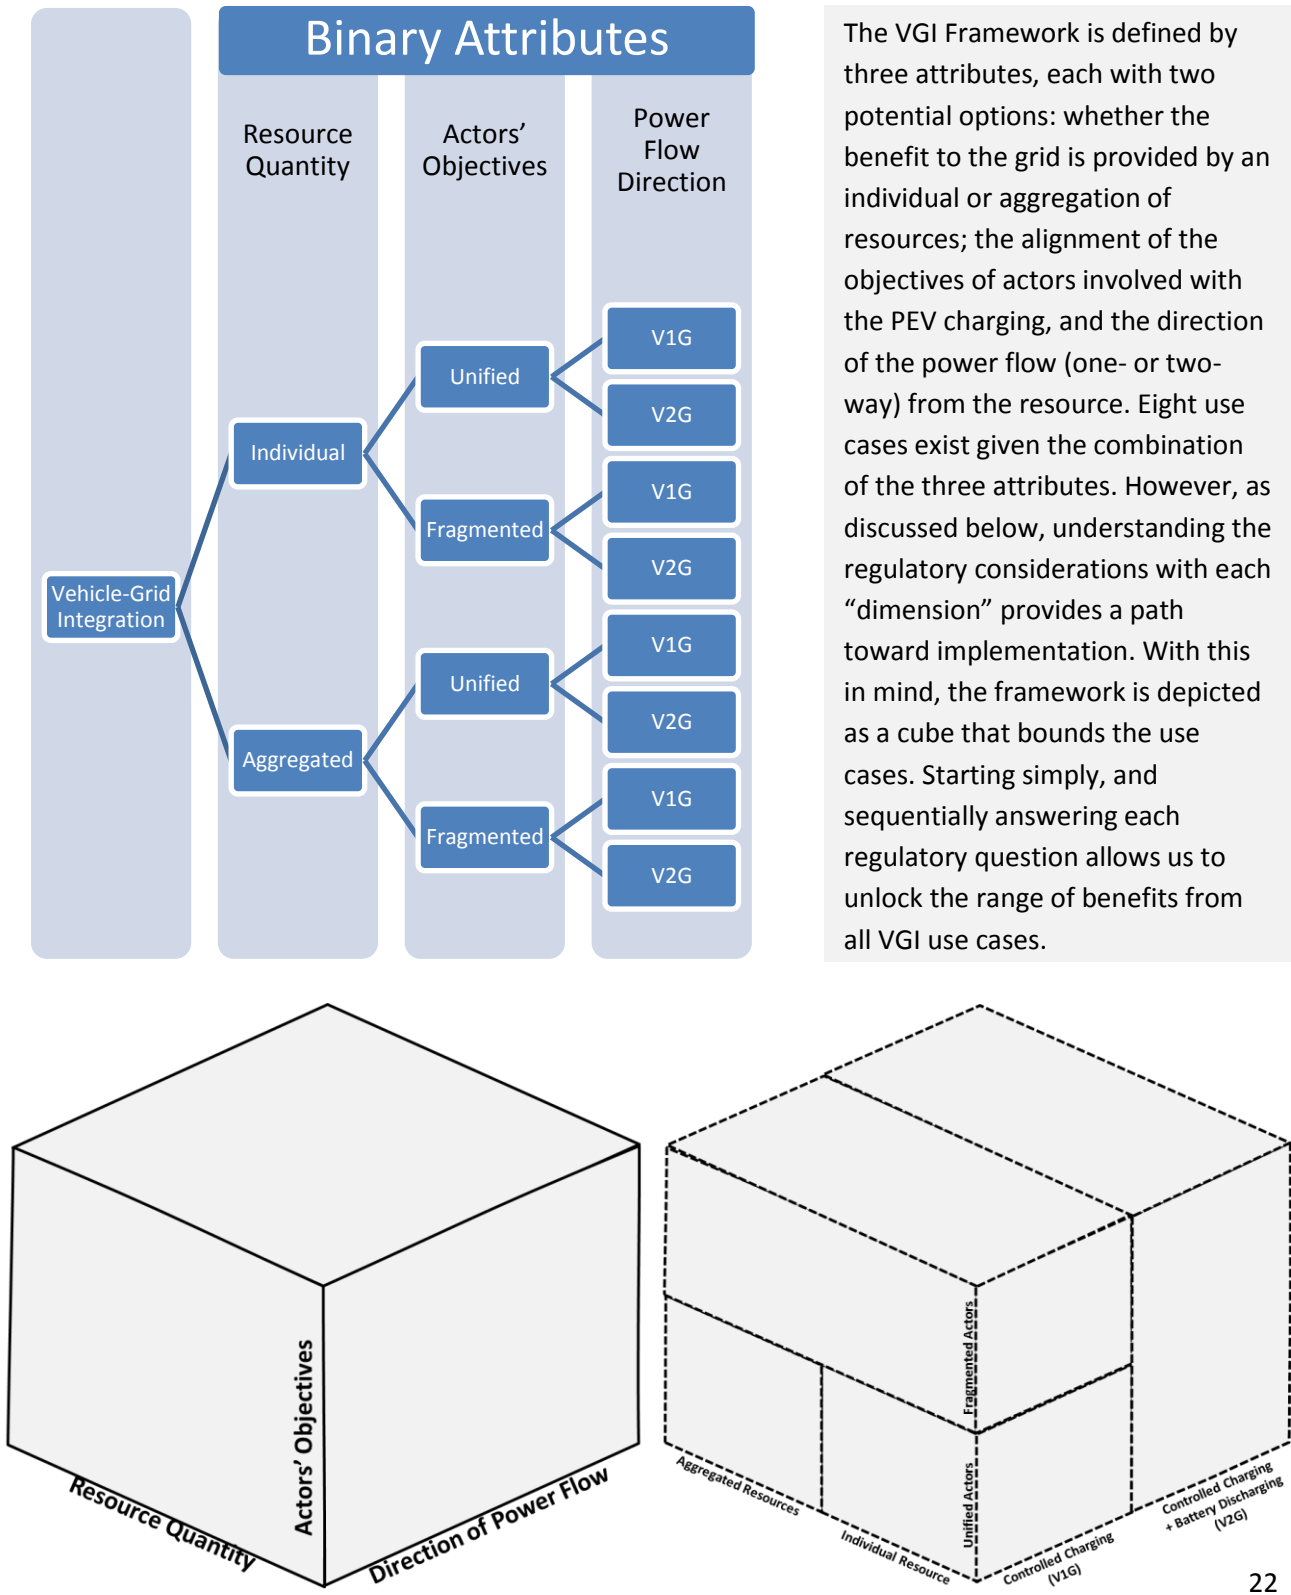 Binary Attributes
Resource
Quantity
Actors'
Objectives
Power
Flow
Direction
Vehicle-Grid
Integration
Individual
Aggregated
Unified
Fragmented
Unified
Fragmented
V1G
V2G
V1G
V2G
V1G
V2G
V1G
V2G
The VGI Framework is defined by
three attributes, each with two
potential options: whether the
benefit to the grid is provided by an
individual or aggregation of
resources; the alignment of the
objectives of actors involved with
the PEV charging, and the direction
of the power flow (one- or two-
way) from the resource. Eight use
cases exist given the combination
of the three attributes. However, as
discussed below, understanding the
regulatory considerations with each
“dimension” provides a path
toward implementation. With this
in mind, the framework is depicted
as a cube that bounds the use
cases. Starting simply, and
sequentially answering each
regulatory question allows us to
unlock the range of benefits from
all VGI use cases.
Resource Quantity
Actors' Objectives
Direction of Power Flow
Aggregated Resources
Individual Resource
Fragmented Actors
Unified Actors
Controlled Charging
(V1G)
Controlled Charging
+ Battery Discharging
(V2G)
22